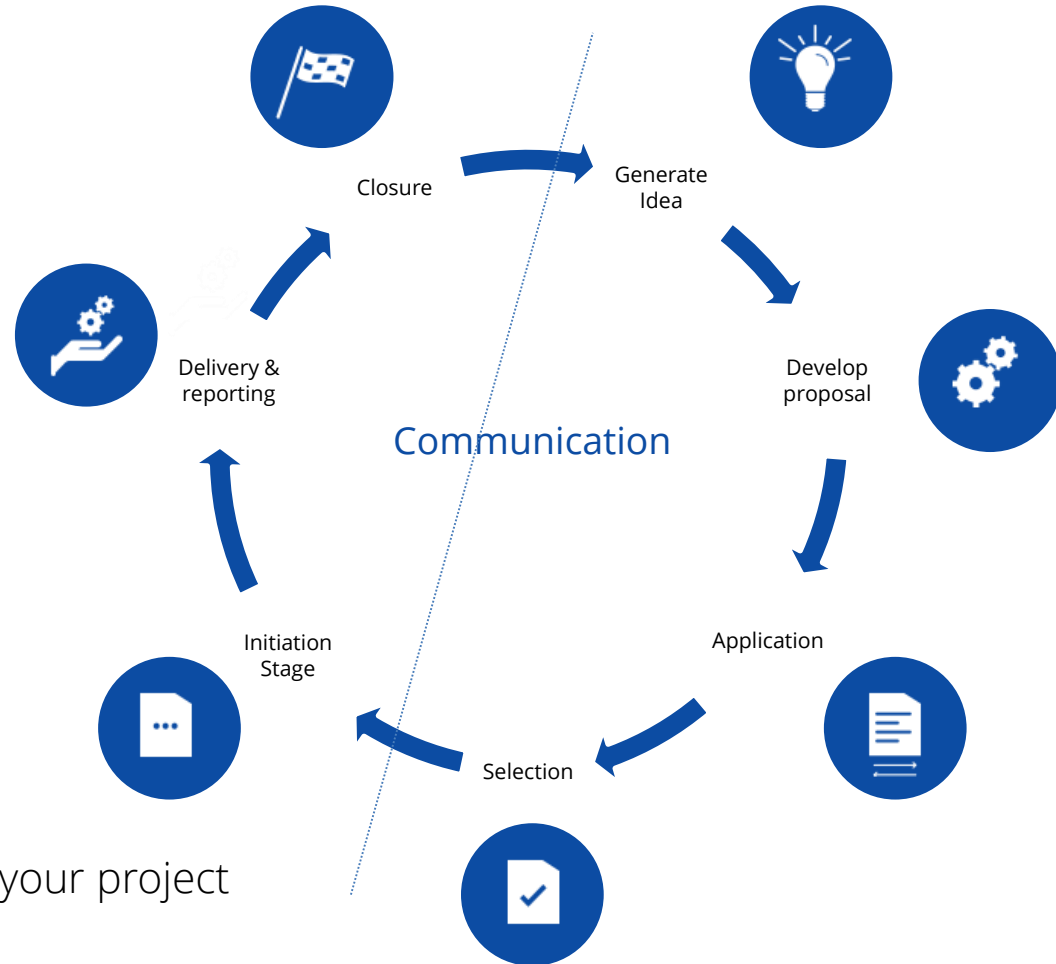 Closure
Generate
Idea
Delivery &
reporting
Develop
proposal
Communication
Initiation
Stage
Application
Selection
your project